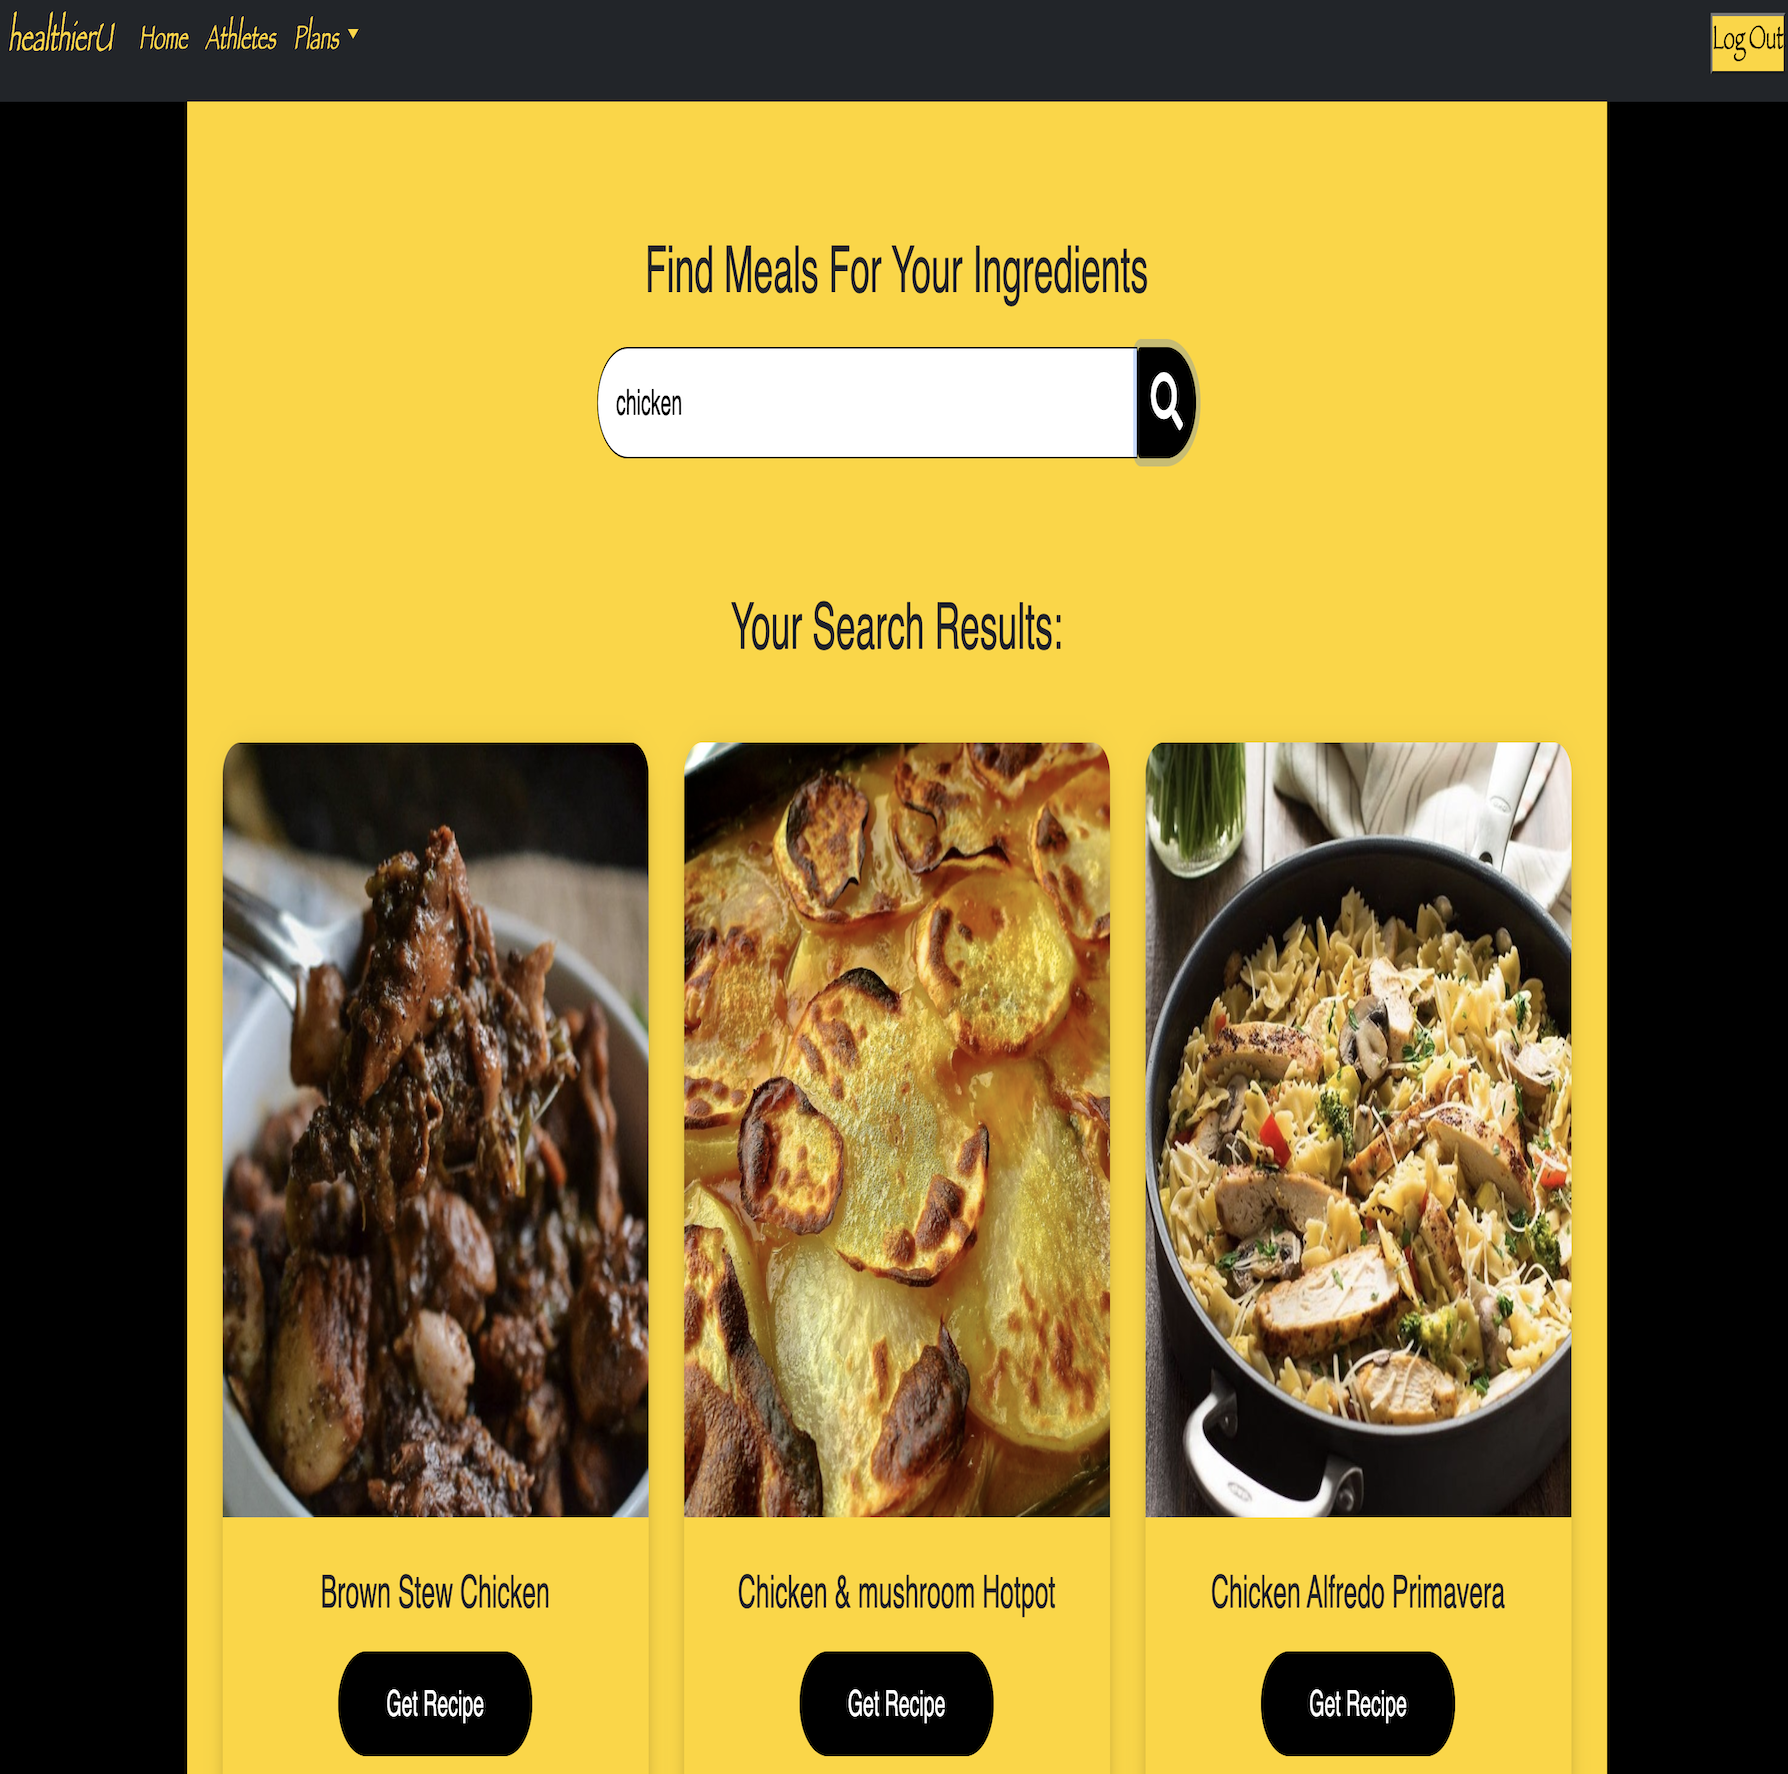 healthierU Home Athletes Plans Log Out
Find Meals For Your Ingredients
chicken
Your Search Results:
Brown Stew Chicken
Chicken & mushroom Hotpot
Chicken Alfredo Primavera
Get Recipe
Get Recipe
Get Recipe